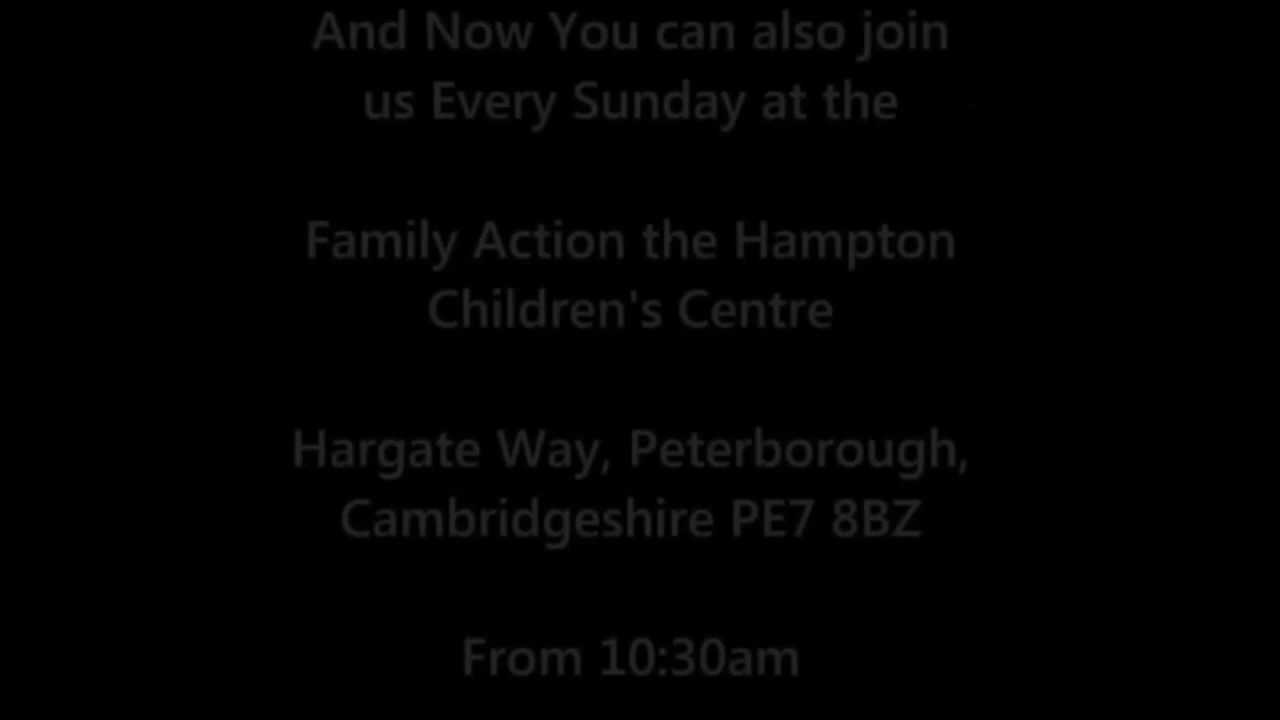 And Now You can also join
us Every Sunday at the
Family Action the Hampton
Children's Centre
Hargate Way, Peterborough,
Cambridgeshire PE7 8BZ
From 10:30am